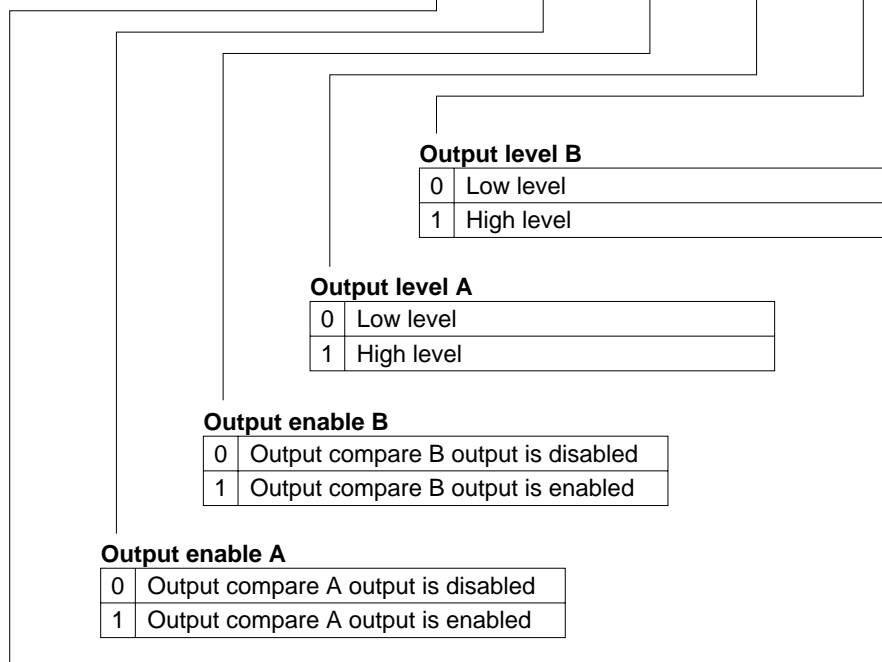 Output level B
0 Low level
1 High level
Output level A
0 Low level
1 High level
Output enable B
0 Output compare B output is disabled
1 Output compare B output is enabled
Output enable A
0 Output compare A output is disabled
1 Output compare A output is enabled